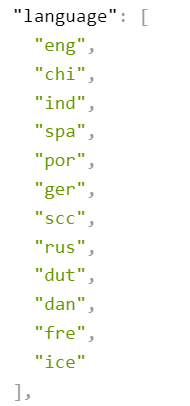 "language": [
"eng",
"chi",
"ind",
"spa",
"por",
"ger",
"scc",
"rus",
"dut",
"dan",
"fre",
"ice"
],